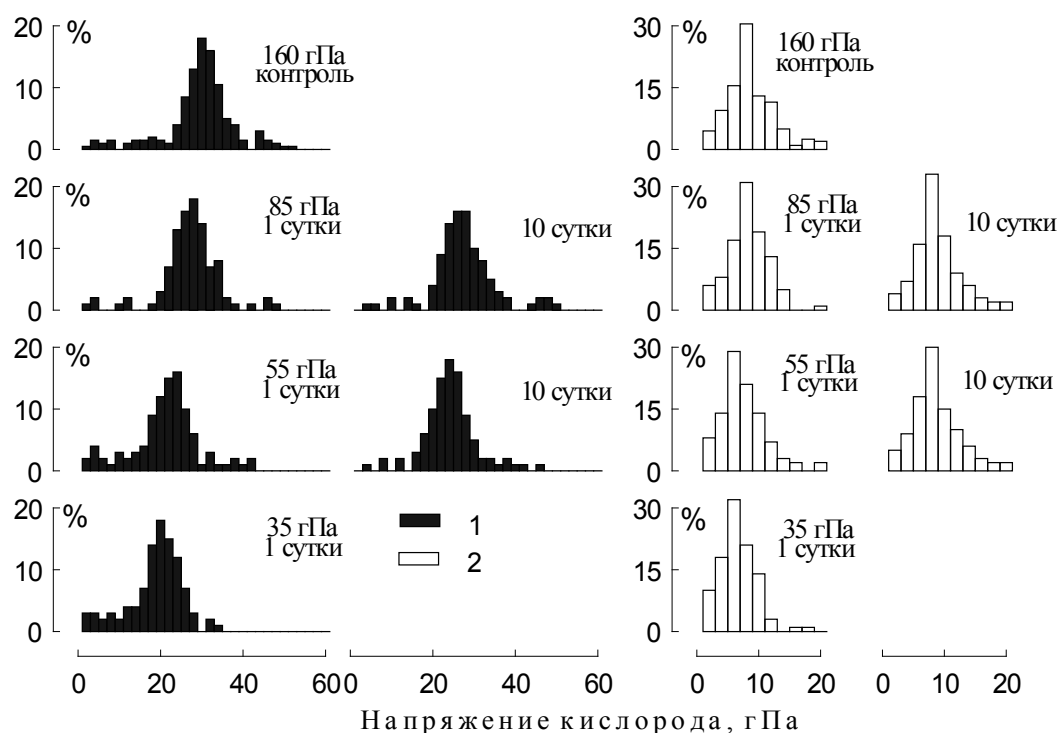 20 % 160 гПа контроль 30 % 160 гПа контроль
10 15
0 0
20 % 85 гПа 1 сутки 10 сутки 30 % 85 гПа 1 сутки 10 сутки
10 15
0 0
20 % 55 гПа 1 сутки 10 сутки 30 % 55 гПа 1 сутки 10 сутки
10 15
0 0
20 % 35 гПа 1 сутки 1 30 % 35 гПа 1 сутки
10 2 15
0 0
0 20 40 60 0 20 40 60 0 10 20 0 10 20
Напряжение кислорода, гПа